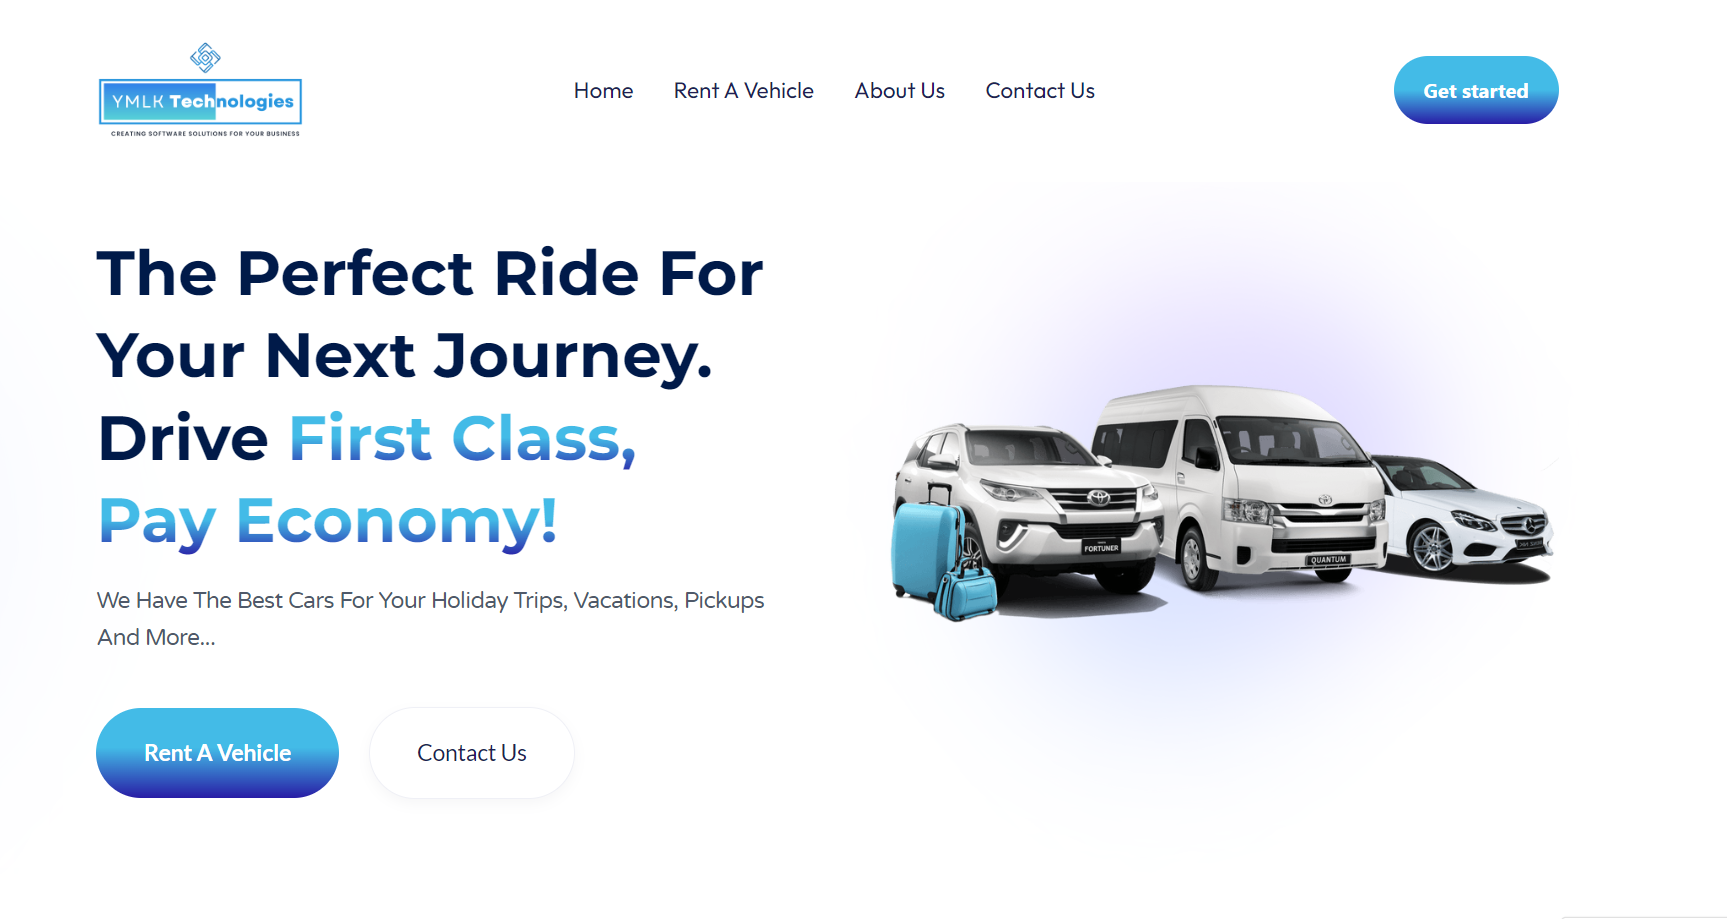 YMLK Technologies
CREATING SOFTWARE SOLUTIONS FOR YOUR BUSINESS
Home
Rent A Vehicle
About Us
Contact Us
Get started
The Perfect Ride For
Your Next Journey.
Drive First Class,
Pay Economy!
We Have The Best Cars For Your Holiday Trips, Vacations, Pickups
And More...
Rent A Vehicle
Contact Us
FORTUNER
QUANTUM